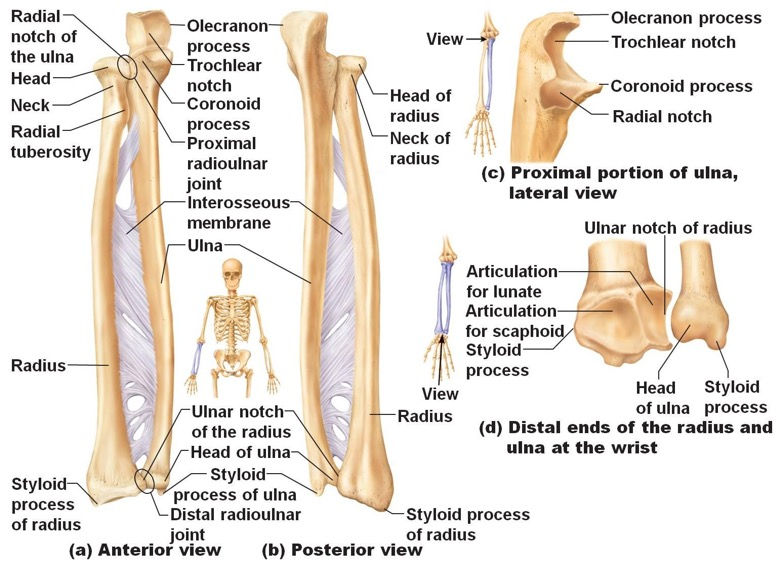 Radial
notch of
the ulna
Head
Neck
Radial
tuberosity
Olecranon
process
Trochlear
notch
Coronoid
process
Proximal
radioulnar
joint
Interosseous
membrane
Ulna
Radius
Ulnar notch
of the radius
Head of ulna
Styloid
process of ulna
Distal radioulnar
joint
Styloid
process
of radius
(a) Anterior view
Head of
radius
Neck of
radius
Radius
Styloid process
of radius
(b) Posterior view
View
Olecranon process
Trochlear notch
Coronoid process
Radial notch
(c) Proximal portion of ulna,
lateral view
Ulnar notch of radius
Articulation
for lunate
Articulation
for scaphoid
Styloid
process
View
Head
of ulna
Styloid
process
(d) Distal ends of the radius and
ulna at the wrist